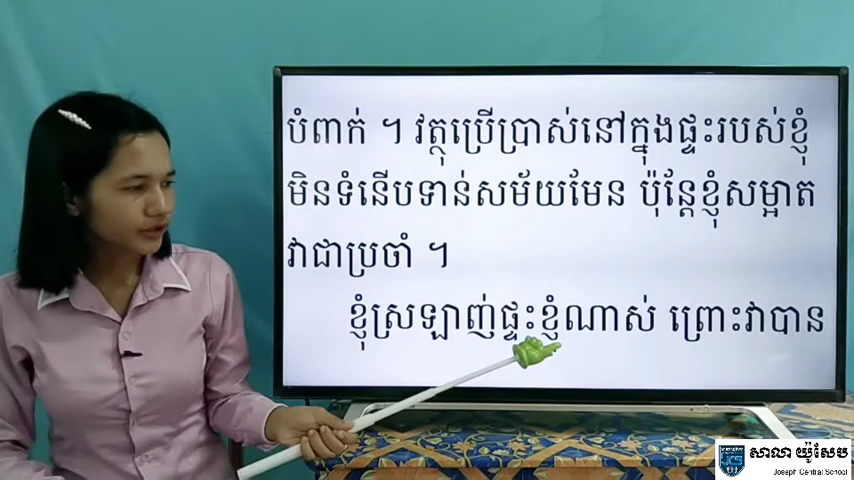 បំពាក់ ។ វត្ថុប្រើប្រាស់នៅក្នុងផ្ទះរបស់ខ្ញុំ
មិនទំនើបទាន់សម័យមែន ប៉ុន្តែខ្ញុំសម្អាត
វាជាប្រចាំ ។
ខ្ញុំស្រឡាញ់ផ្ទះខ្ញុំណាស់ ព្រោះវាបាន
សាលា យ៉ូសែប
Joseph Central School